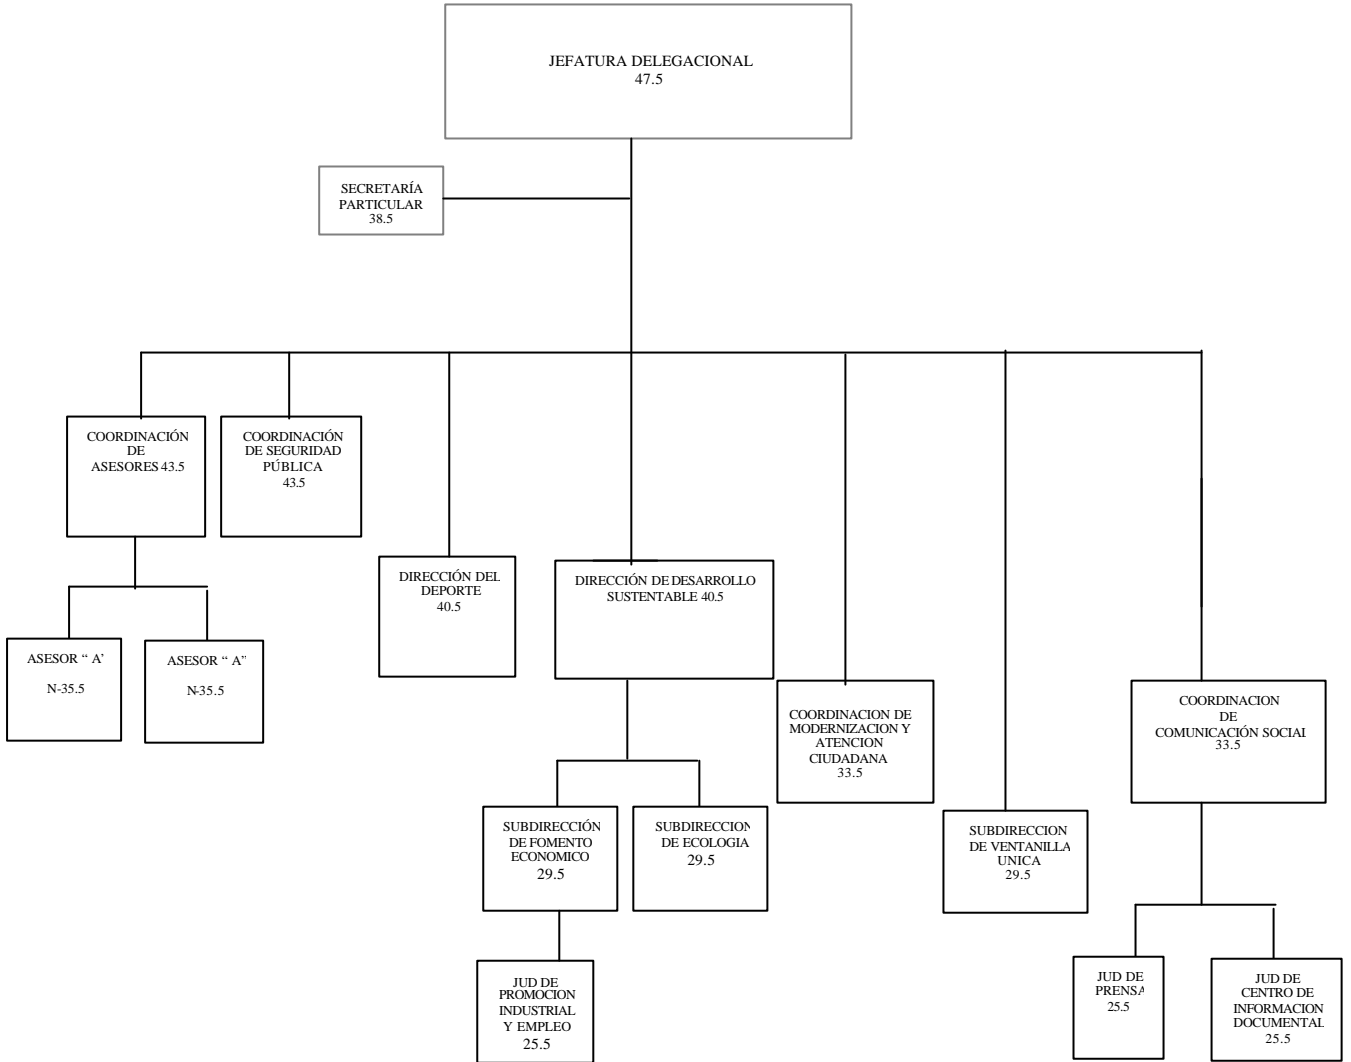 JEFATURA DELEGACIONAL
47.5
SECRETARÍA
PARTICULAR
38.5
COORDINACIÓN
DE
ASESORES 43.5
COORDINACIÓN
DE SEGURIDAD
PÚBLICA
43.5
DIRECCIÓN DEL
DEPORTE
40.5
DIRECCIÓN DE DESARROLLO
SUSTENTABLE 40.5
ASESOR “ A’
N-35.5
ASESOR “ A”
N-35.5
COORDINACION DE
MODERNIZACION Y
ATENCION
CIUDADANA
33.5
COORDINACION
DE
COMUNICACIÓN SOCIAL
33.5
SUBDIRECCIÓN
DE FOMENTO
ECONOMICO
29.5
SUBDIRECCION
DE ECOLOGIA
29.5
SUBDIRECCION
DE VENTANILLA
UNICA
29.5
JUD DE
PROMOCION
INDUSTRIAL
Y EMPLEO
25.5
JUD DE
PRENSA
25.5
JUD DE
CENTRO DE
INFORMACION
DOCUMENTAL
25.5